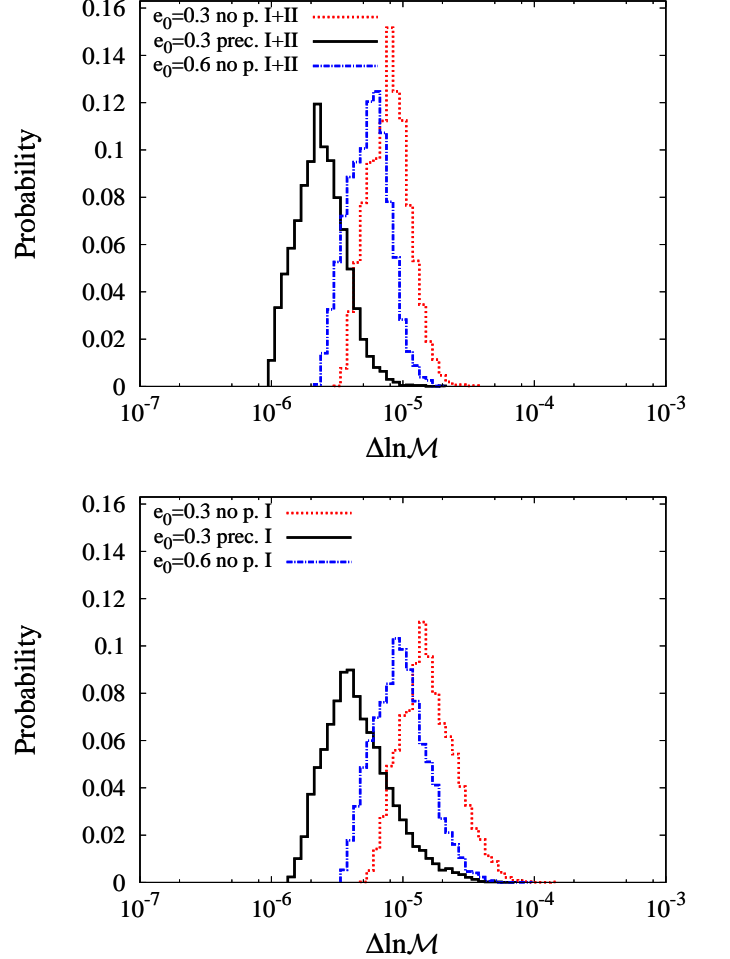 0.16
e₀=0.3 no p. I+II
e₀=0.3 prec. I+II
0.14
e₀=0.6 no p. I+II
0.12
0.1
Probability
0.08
0.06
0.04
0.02
0
10⁻⁷ 10⁻⁶ 10⁻⁵ 10⁻⁴ 10⁻³
Δlnℳ
0.16
e₀=0.3 no p. I
e₀=0.3 prec. I
0.14
e₀=0.6 no p. I
0.12
0.1
Probability
0.08
0.06
0.04
0.02
0
10⁻⁷ 10⁻⁶ 10⁻⁵ 10⁻⁴ 10⁻³
Δlnℳ